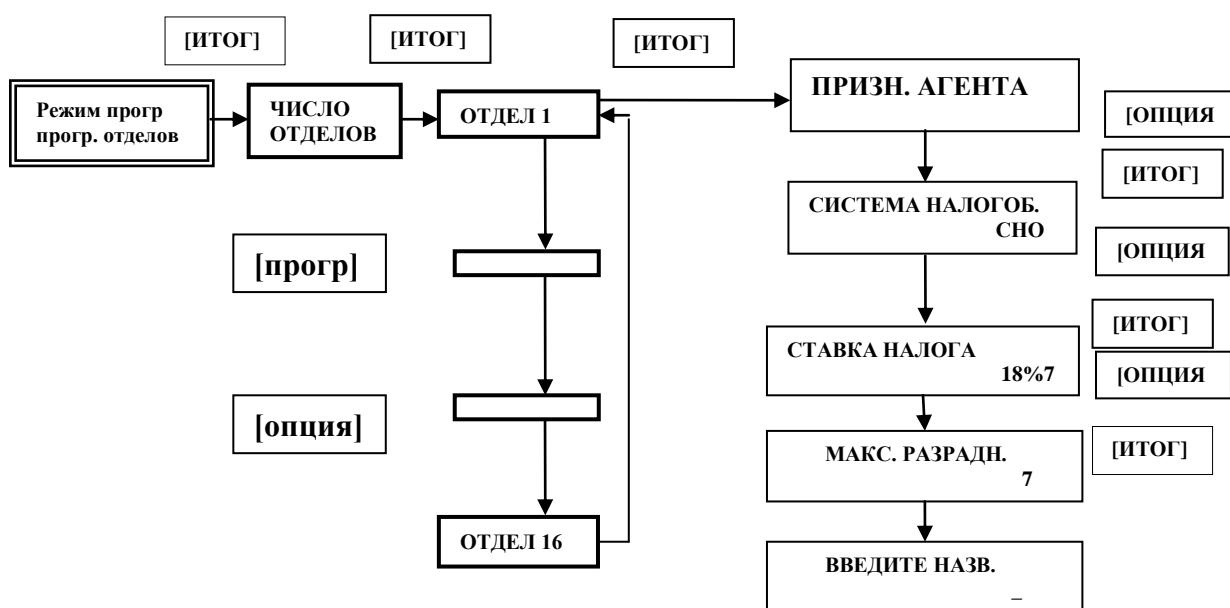 [ИТОГ]
[ИТОГ]
[ИТОГ]
Режим прогр
прогр. отделов
ЧИСЛО
ОТДЕЛОВ
ОТДЕЛ 1
[прогр]
[опция]
ОТДЕЛ 16
ПРИЗН. АГЕНТА
[ОПЦИЯ
[ИТОГ]
СИСТЕМА НАЛОГОБ.
СНО
[ОПЦИЯ
[ИТОГ]
СТАВКА НАЛОГА
18%7
[ОПЦИЯ
МАКС. РАЗРАДН.
7
[ИТОГ]
ВВЕДИТЕ НАЗВ.
_